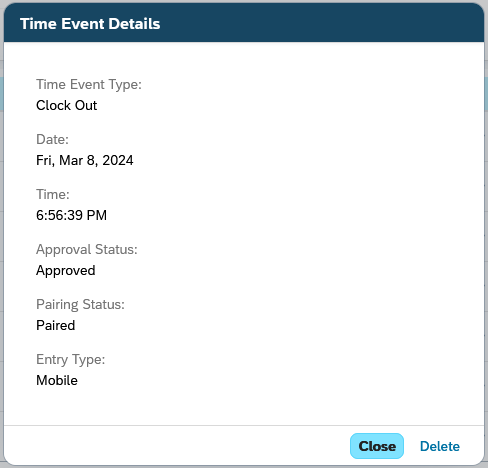 Time Event Details
Time Event Type:
Clock Out
Date:
Fri, Mar 8, 2024
Time:
6:56:39 PM
Approval Status:
Approved
Pairing Status:
Paired
Entry Type:
Mobile
Close Delete